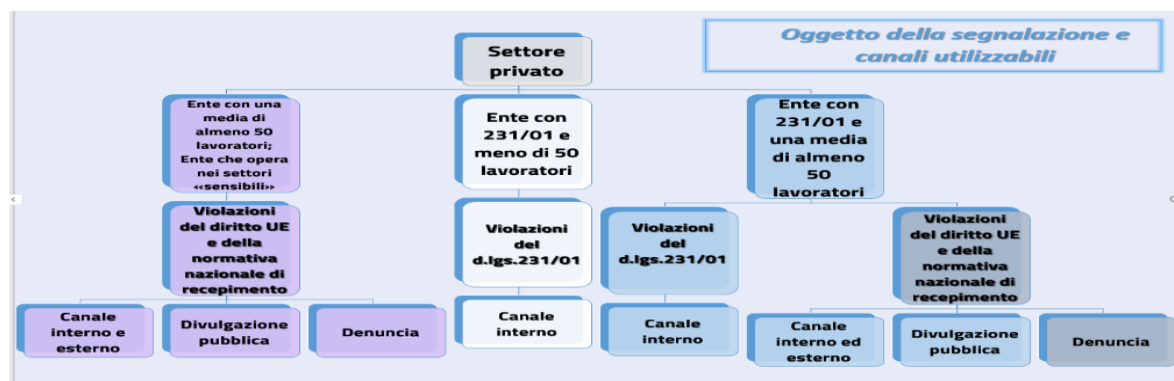 Oggetto della segnalazione e
canali utilizzabili
Settore
privato
Ente con una
media di
almeno 50
lavoratori;
Ente che opera
nei settori
«sensibili»
Ente con
231/01 e
meno di 50
lavoratori
Ente con
231/01 e
una media
di almeno
50
lavoratori
Violazioni
del diritto UE
e della
normativa
nazionale di
recepimento
Violazioni
del
d.lgs.231/01
Violazioni
del
d.lgs.231/01
Violazioni
del diritto UE
e della
normativa
nazionale di
recepimento
Canale
interno e
esterno
Divulgazione
pubblica
Denuncia
Canale
interno
Canale
interno
Canale
interno ed
esterno
Divulgazione
pubblica
Denuncia